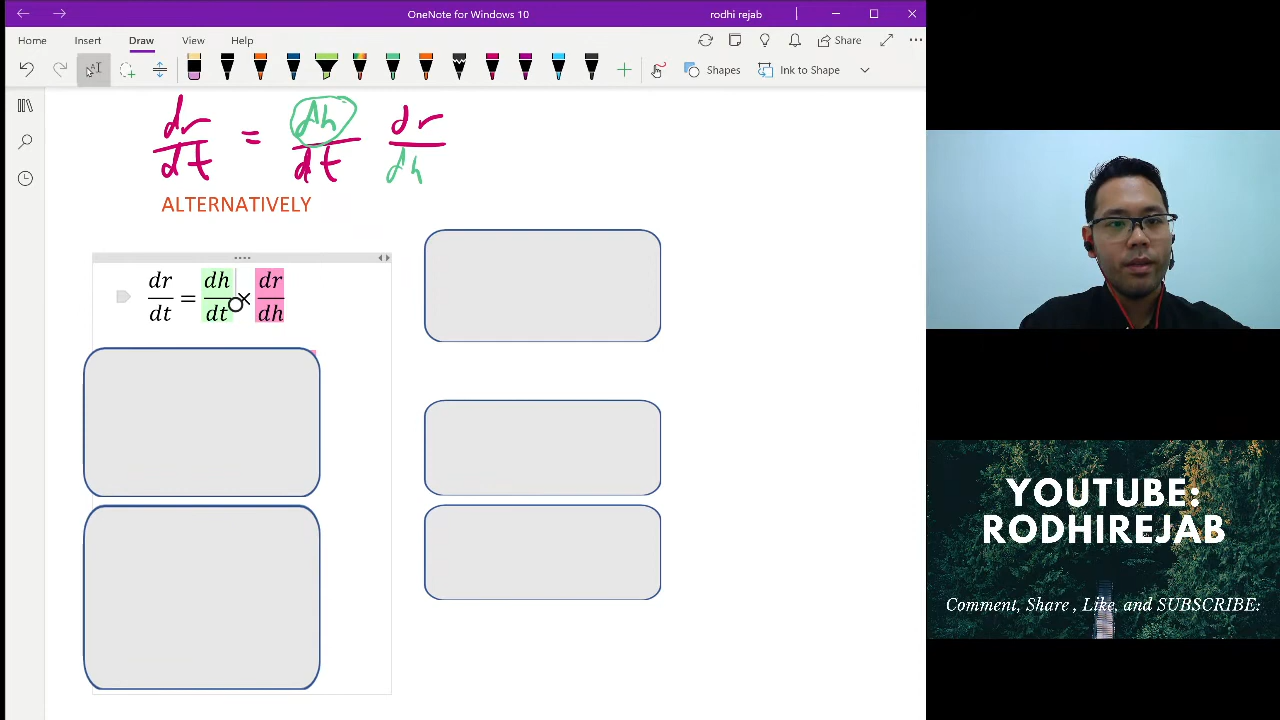 OneNote for Windows 10
rodhi rejab
Home Insert Draw View Help
Share
Shapes
Ink to Shape
dr/dt = dh/dt dr/dh
ALTERNATIVELY
dr/dt = dh/dt × dr/dh
YOUTUBE:
RODHIREJAB
Comment, Share , Like, and SUBSCRIBE: